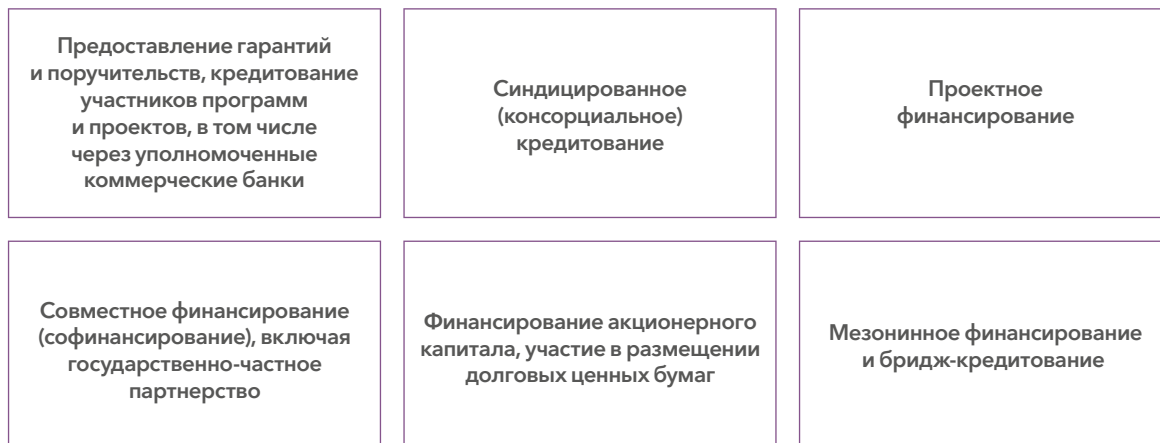 Предоставление гарантий
и поручительств, кредитование
участников программ
и проектов, в том числе
через уполномоченные
коммерческие банки
Синдицированное
(консорциальное)
кредитование
Проектное
финансирование
Совместное финансирование
(софинансирование), включая
государственно-частное
партнерство
Финансирование акционерного
капитала, участие в размещении
долговых ценных бумаг
Мезонинное финансирование
и бридж-кредитование